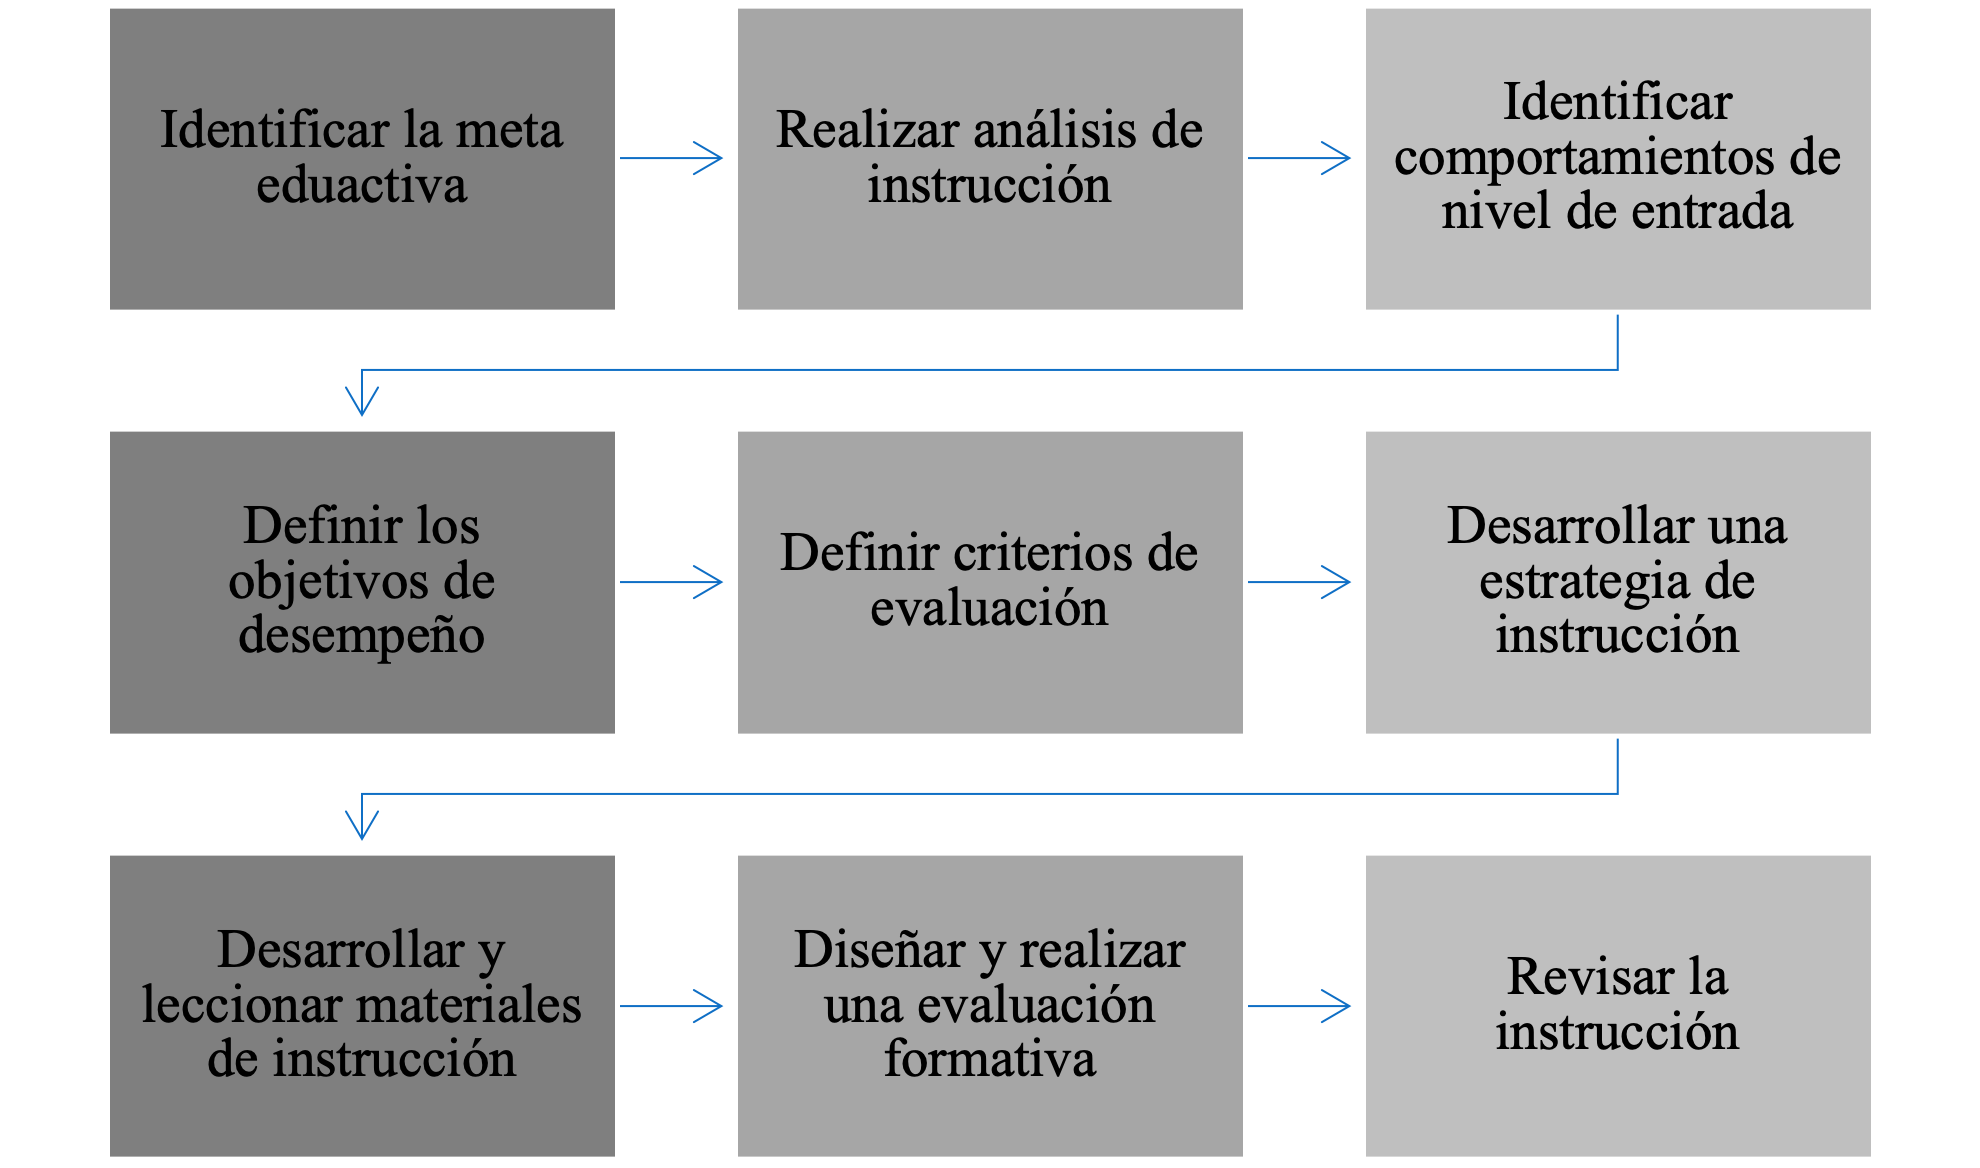 Identificar la meta
eduactiva
Realizar análisis de
instrucción
Identificar
comportamientos de
nivel de entrada
Definir los
objetivos de
desempeño
Definir criterios de
evaluación
Desarrollar una
estrategia de
instrucción
Desarrollar y
leccionar materiales
de instrucción
Diseñar y realizar
una evaluación
formativa
Revisar la
instrucción